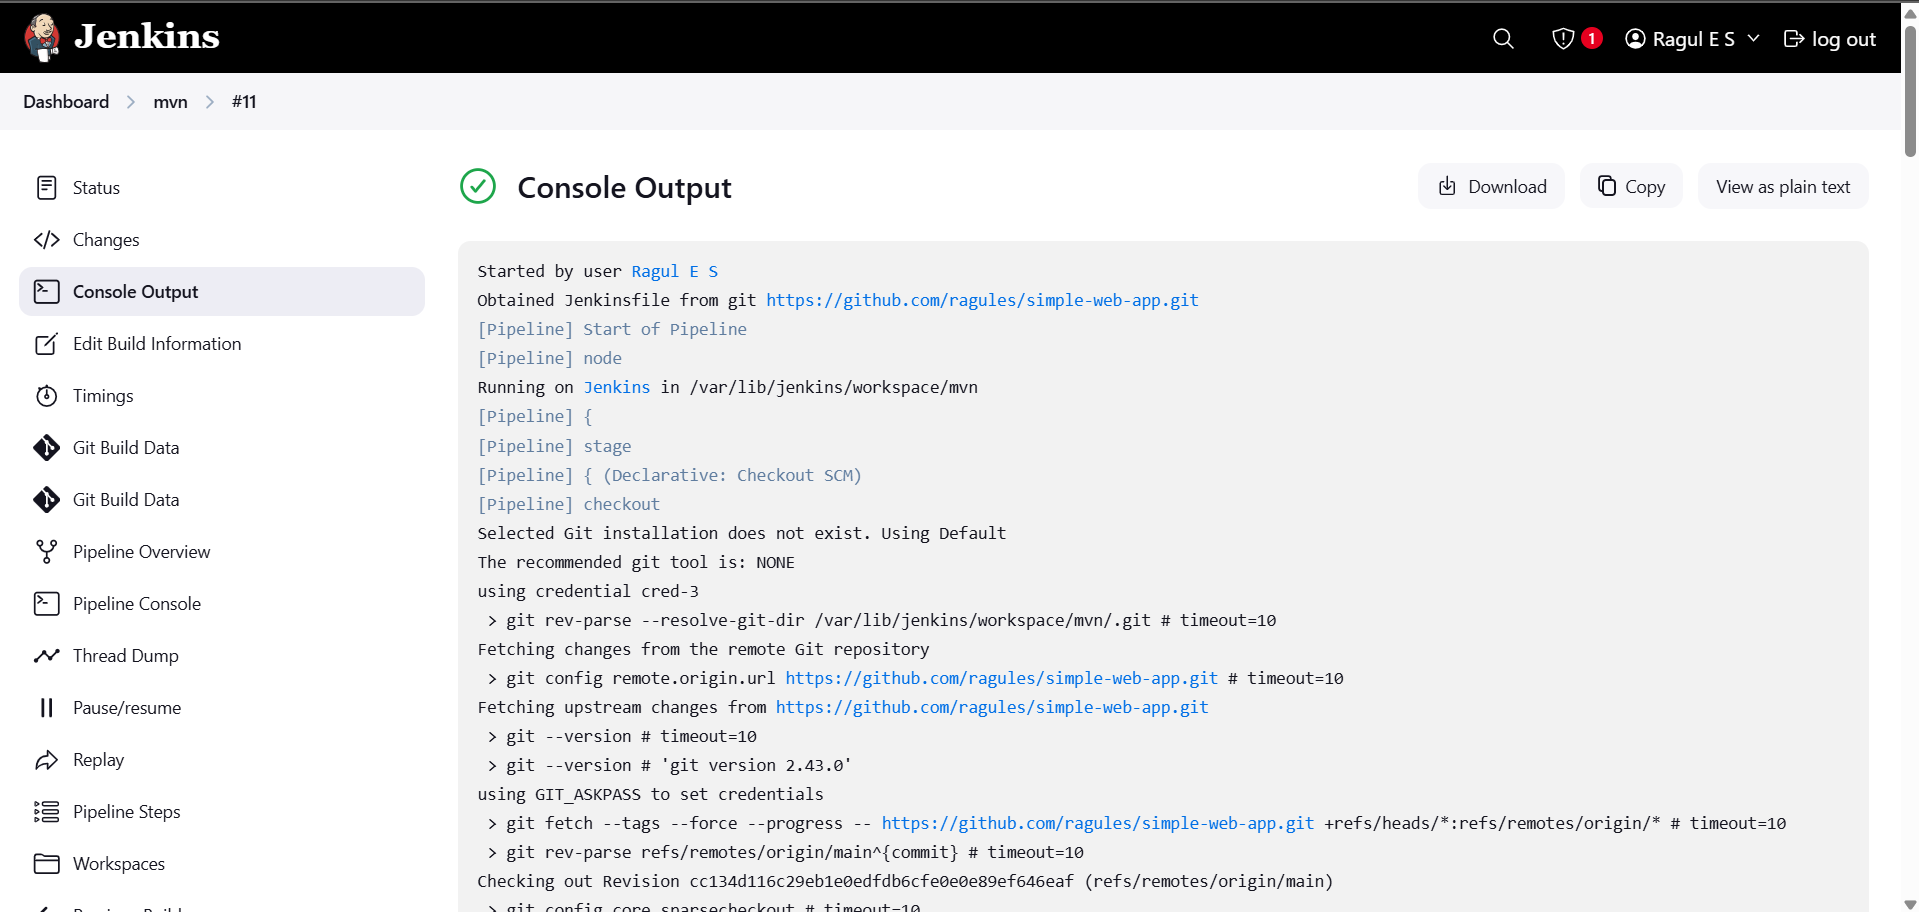 Jenkins
1
Ragul E S
log out
Dashboard
mvn
#11
Status
Changes
Console Output
Edit Build Information
Timings
Git Build Data
Git Build Data
Pipeline Overview
Pipeline Console
Thread Dump
Pause/resume
Replay
Pipeline Steps
Workspaces
Console Output
Download
Copy
View as plain text
Started by user Ragul E S
Obtained Jenkinsfile from git https://github.com/ragules/simple-web-app.git
[Pipeline] Start of Pipeline
[Pipeline] node
Running on Jenkins in /var/lib/jenkins/workspace/mvn
[Pipeline] {
[Pipeline] stage
[Pipeline] { (Declarative: Checkout SCM)
[Pipeline] checkout
Selected Git installation does not exist. Using Default
The recommended git tool is: NONE
using credential cred-3
> git rev-parse --resolve-git-dir /var/lib/jenkins/workspace/mvn/.git # timeout=10
Fetching changes from the remote Git repository
> git config remote.origin.url https://github.com/ragules/simple-web-app.git # timeout=10
Fetching upstream changes from https://github.com/ragules/simple-web-app.git
> git --version # timeout=10
> git --version # 'git version 2.43.0'
using GIT_ASKPASS to set credentials
> git fetch --tags --force --progress -- https://github.com/ragules/simple-web-app.git +refs/heads/*:refs/remotes/origin/* # timeout=10
> git rev-parse refs/remotes/origin/main^{commit} # timeout=10
Checking out Revision cc134d116c29eb1e0edfdb6cfe0e0e89ef646eaf (refs/remotes/origin/main)
> git config core.sparsecheckout # timeout=10